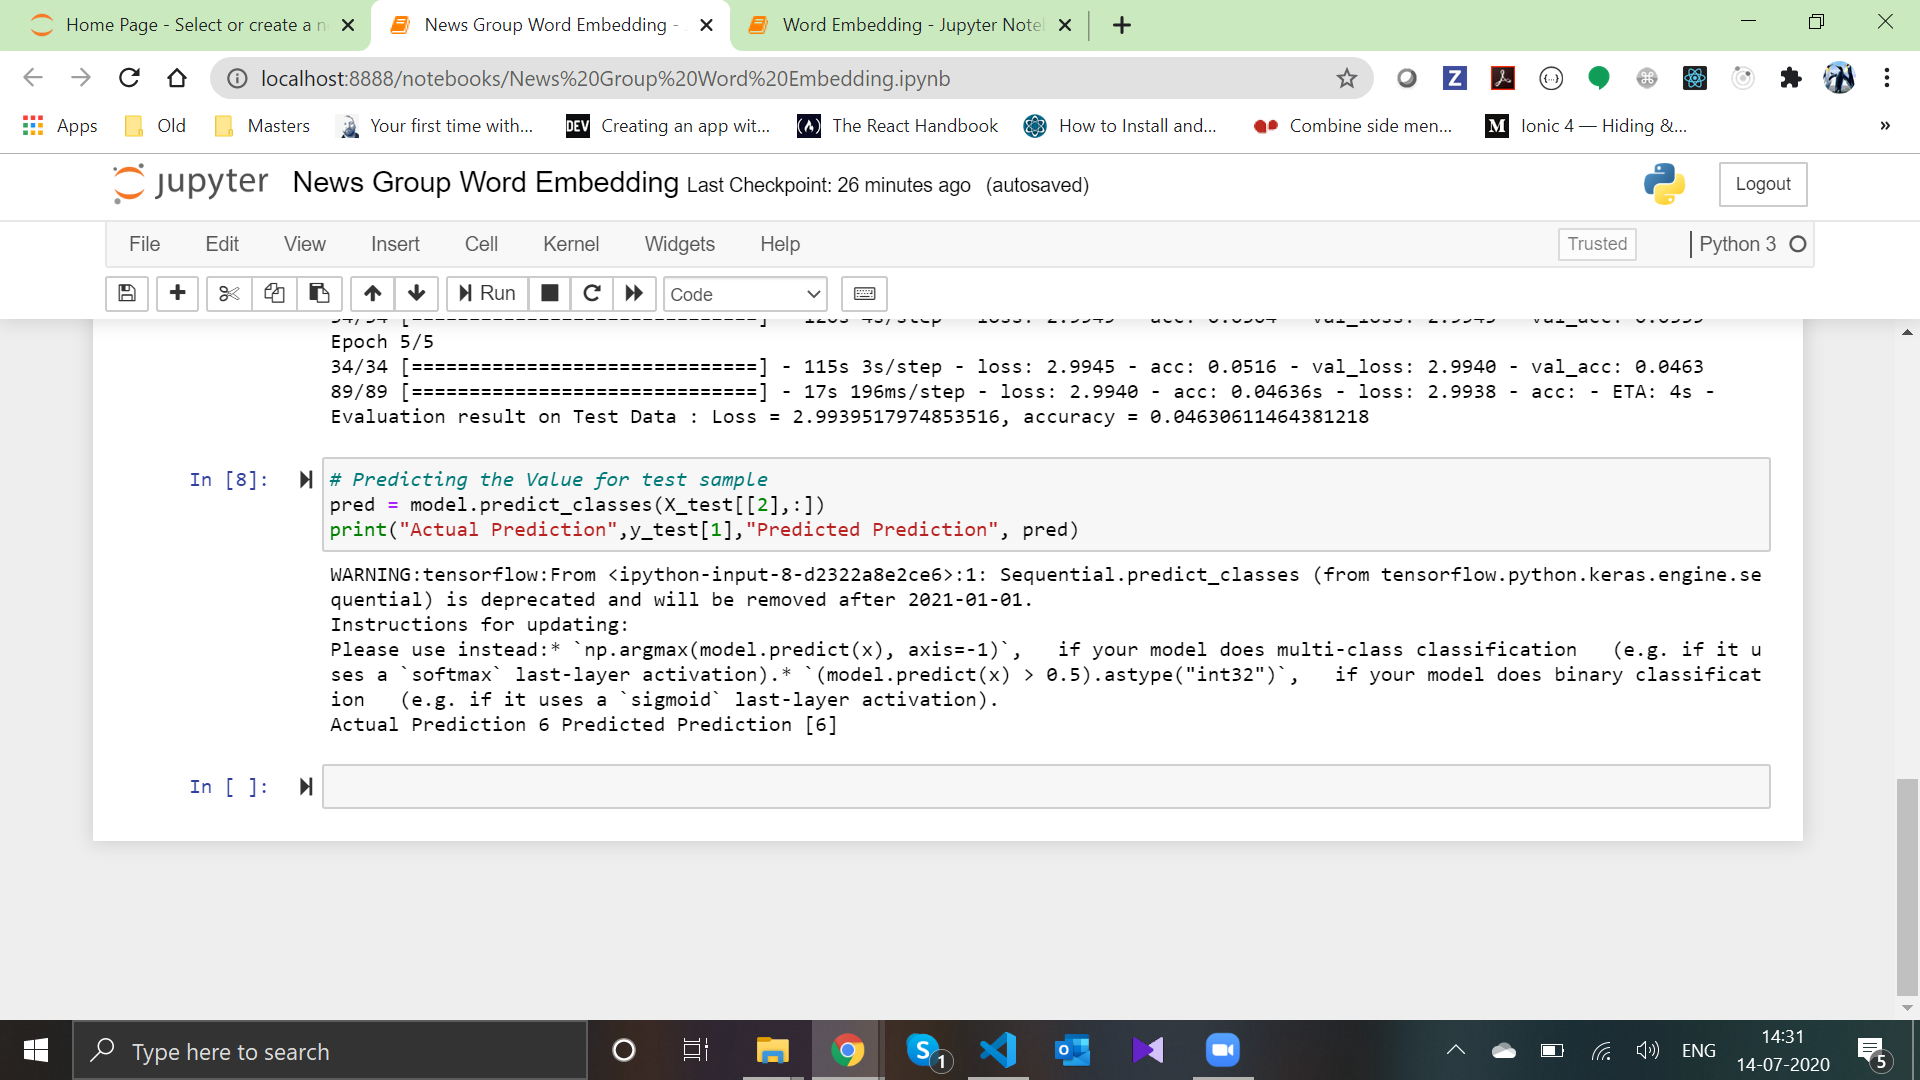 Home Page - Select or create a n
News Group Word Embedding -
Word Embedding - Jupyter Note
localhost:8888/notebooks/News%20Group%20Word%20Embedding.ipynb
Apps Old Masters Your first time with... DEV Creating an app wit... The React Handbook How to Install and... Combine side men... M Ionic 4 — Hiding &... »
jupyter News Group Word Embedding Last Checkpoint: 26 minutes ago (autosaved) Logout
File Edit View Insert Cell Kernel Widgets Help Trusted Python 3
Run Code
Epoch 5/5
34/34 [==============================] - 115s 3s/step - loss: 2.9945 - acc: 0.0516 - val_loss: 2.9940 - val_acc: 0.0463
89/89 [==============================] - 17s 196ms/step - loss: 2.9940 - acc: 0.04636s - loss: 2.9938 - acc: - ETA: 4s -
Evaluation result on Test Data : Loss = 2.9939517974853516, accuracy = 0.04630611464381218
In [8]: # Predicting the Value for test sample
pred = model.predict_classes(X_test[[2],:])
print("Actual Prediction",y_test[1],"Predicted Prediction", pred)
WARNING:tensorflow:From <ipython-input-8-d2322a8e2ce6>:1: Sequential.predict_classes (from tensorflow.python.keras.engine.se
quential) is deprecated and will be removed after 2021-01-01.
Instructions for updating:
Please use instead:* `np.argmax(model.predict(x), axis=-1)`,   if your model does multi-class classification   (e.g. if it u
ses a `softmax` last-layer activation).* `(model.predict(x) > 0.5).astype("int32")`,   if your model does binary classificat
ion   (e.g. if it uses a `sigmoid` last-layer activation).
Actual Prediction 6 Predicted Prediction [6]
In [ ]:
Type here to search
1
ENG
14:31
14-07-2020
5